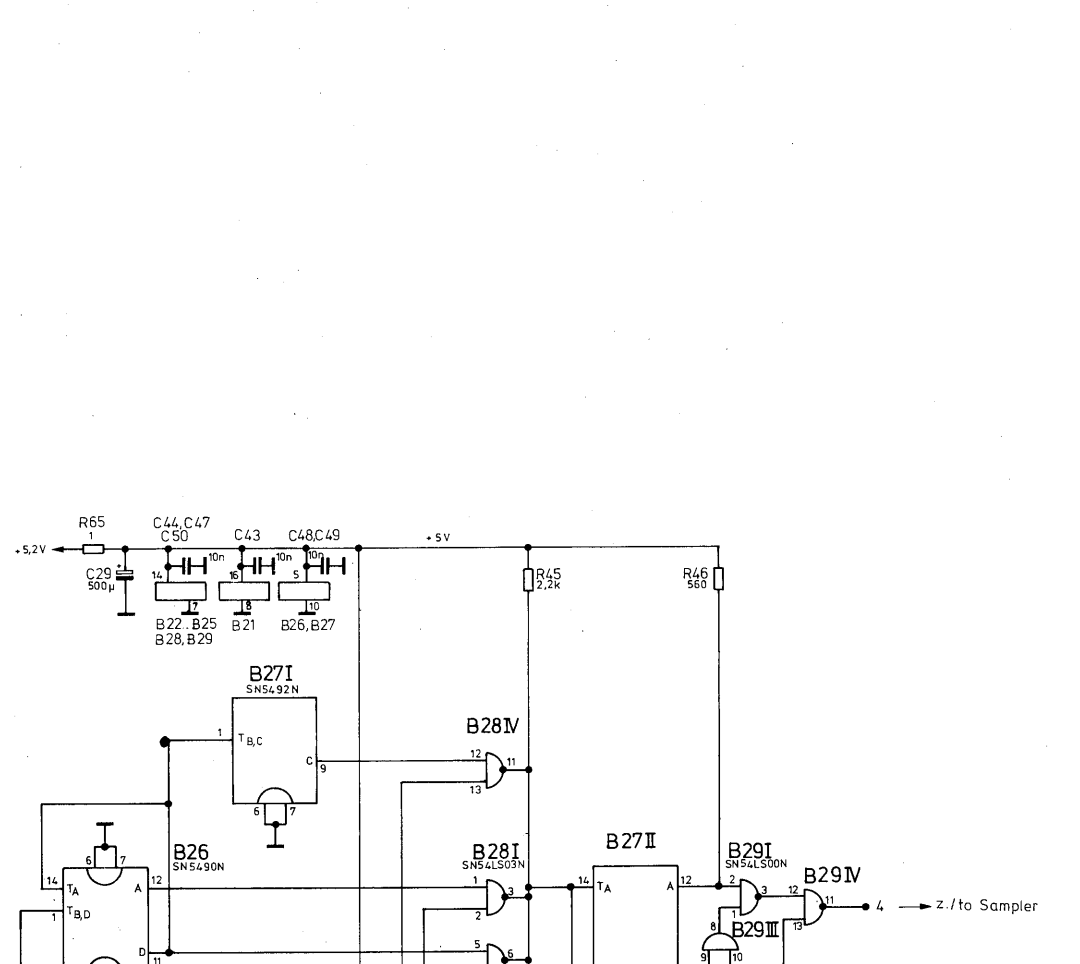 R65
1
+5,2V
C29
+
500µ
C44,C47
C50
10n
14
7
B22..B25
B28,B29
C43
10n
16
8
B21
C48,C49
10n
5
10
B26,B27
+5V
R45
2,2k
R46
560
B27I
SN5492N
1
T B,C
C
9
6
7
B28IV
12
11
13
B26
SN5490N
6
7
14
TA
A
12
TB,D
1
D
11
B28I
SN54LS03N
1
3
2
5
6
B27II
14
TA
A
12
B29I
SN54LS00N
2
3
1
B29IV
12
11
13
4
z./to Sampler
8
B29III
9
10